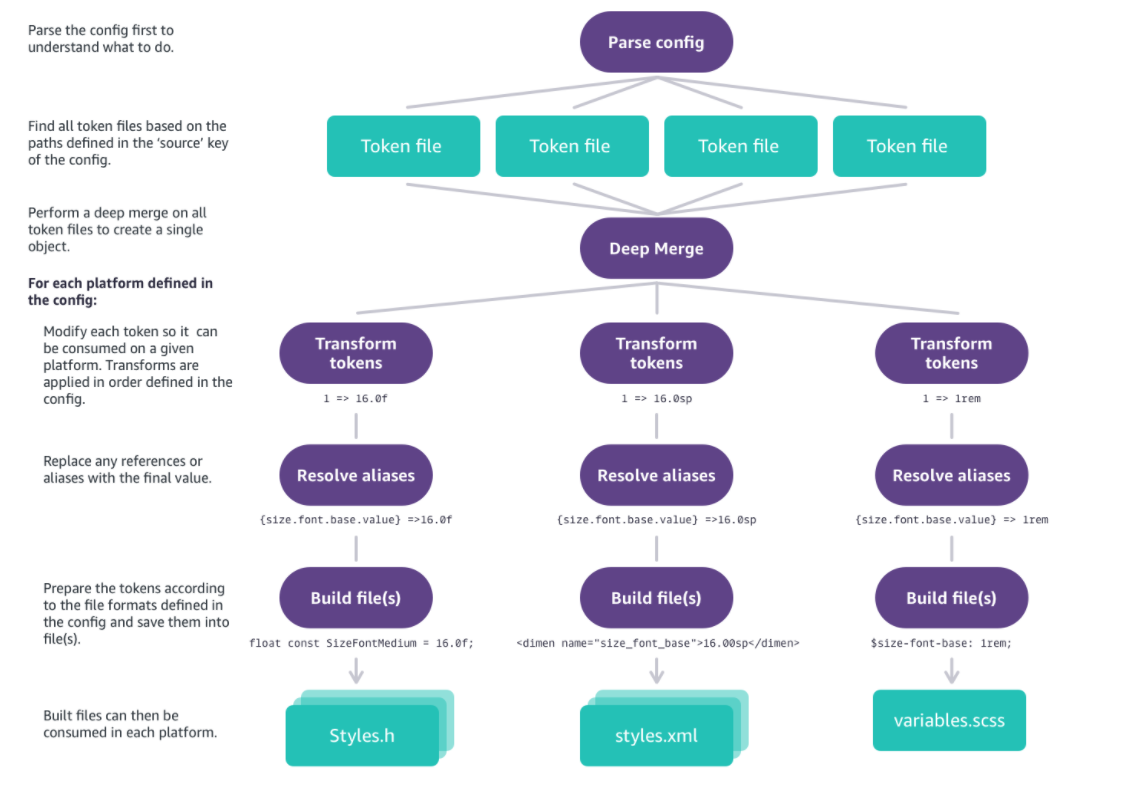 Parse the config first to
understand what to do.
Parse config
Find all token files based on the
paths defined in the ‘source’ key
of the config.
Token file
Token file
Token file
Token file
Perform a deep merge on all
token files to create a single
object.
Deep Merge
For each platform defined in
the config:
Modify each token so it can
be consumed on a given
platform. Transforms are
applied in order defined in the
config.
Transform
tokens
1 => 16.0f
Transform
tokens
1 => 16.0sp
Transform
tokens
1 => 1rem
Replace any references or
aliases with the final value.
Resolve aliases
{size.font.base.value} =>16.0f
Resolve aliases
{size.font.base.value} =>16.0sp
Resolve aliases
{size.font.base.value} => 1rem
Prepare the tokens according
to the file formats defined in
the config and save them into
file(s).
Build file(s)
float const SizeFontMedium = 16.0f;
Build file(s)
<dimen name="size_font_base">16.00sp</dimen>
Build file(s)
$size-font-base: 1rem;
Built files can then be
consumed in each platform.
Styles.h
styles.xml
variables.scss